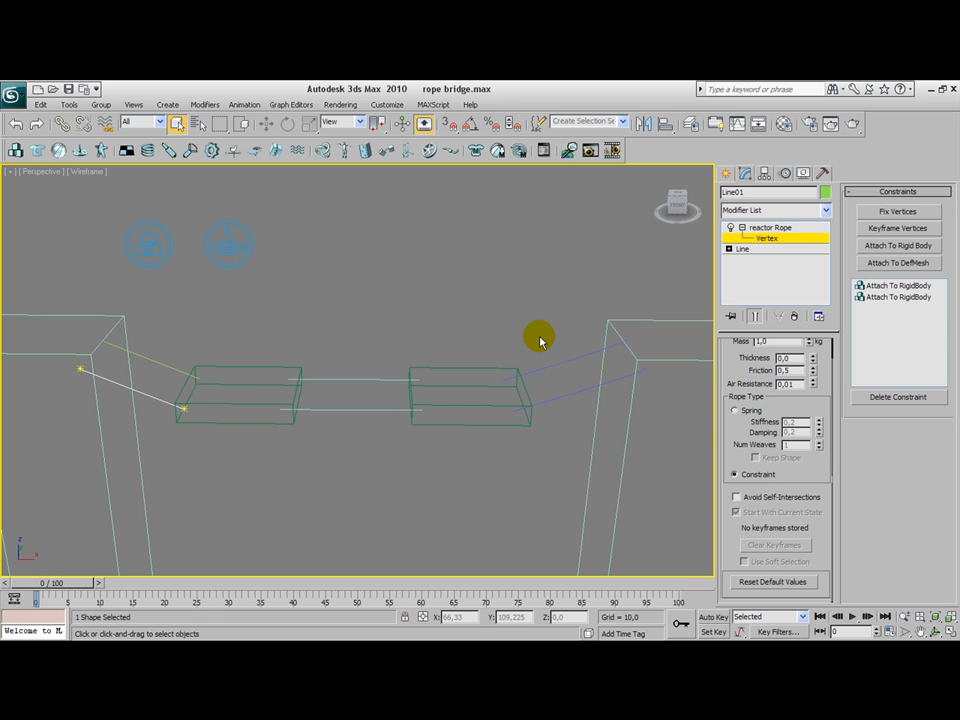 Autodesk 3ds Max 2010 rope bridge.max
Type a keyword or phrase
Edit Tools Group Views Create Modifiers Animation Graph Editors Rendering Customize MAXScript Help
All View Create Selection Se
[ + ] [ Perspective ] [ Wireframe ]
FRONT
Line01
Modifier List
reactor Rope
Vertex
Line
Mass 1,0 kg
Thickness 0,0
Friction 0,5
Air Resistance 0,01
Rope Type
Spring
Stiffness 0,2
Damping 0,2
Num Weaves 1
Keep Shape
Constraint
Avoid Self-Intersections
Start With Current State
No keyframes stored
Clear Keyframes
Use Soft Selection
Reset Default Values
- Constraints
Fix Vertices
Keyframe Vertices
Attach To Rigid Body
Attach To DefMesh
Attach To RigidBody
Attach To RigidBody
Delete Constraint
z
x
< 0 / 100 >
0 5 10 15 20 25 30 35 40 45 50 55 60 65 70 75 80 85 90 95 100
1 Shape Selected X: 66,33 Y: 109,225 Z: 0,0 Grid = 10,0 Auto Key Selected
Welcome to M Click or click-and-drag to select objects Add Time Tag Set Key Key Filters... 0